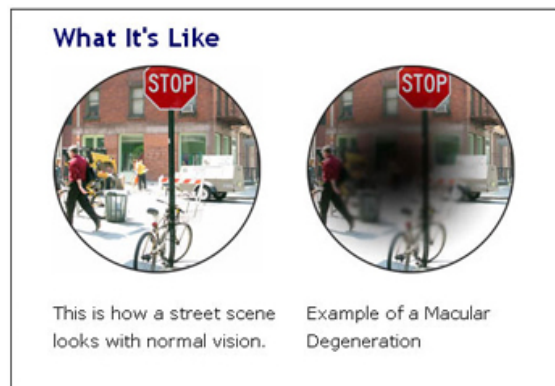 What It's Like
STOP
STOP
This is how a street scene
looks with normal vision.
Example of a Macular
Degeneration